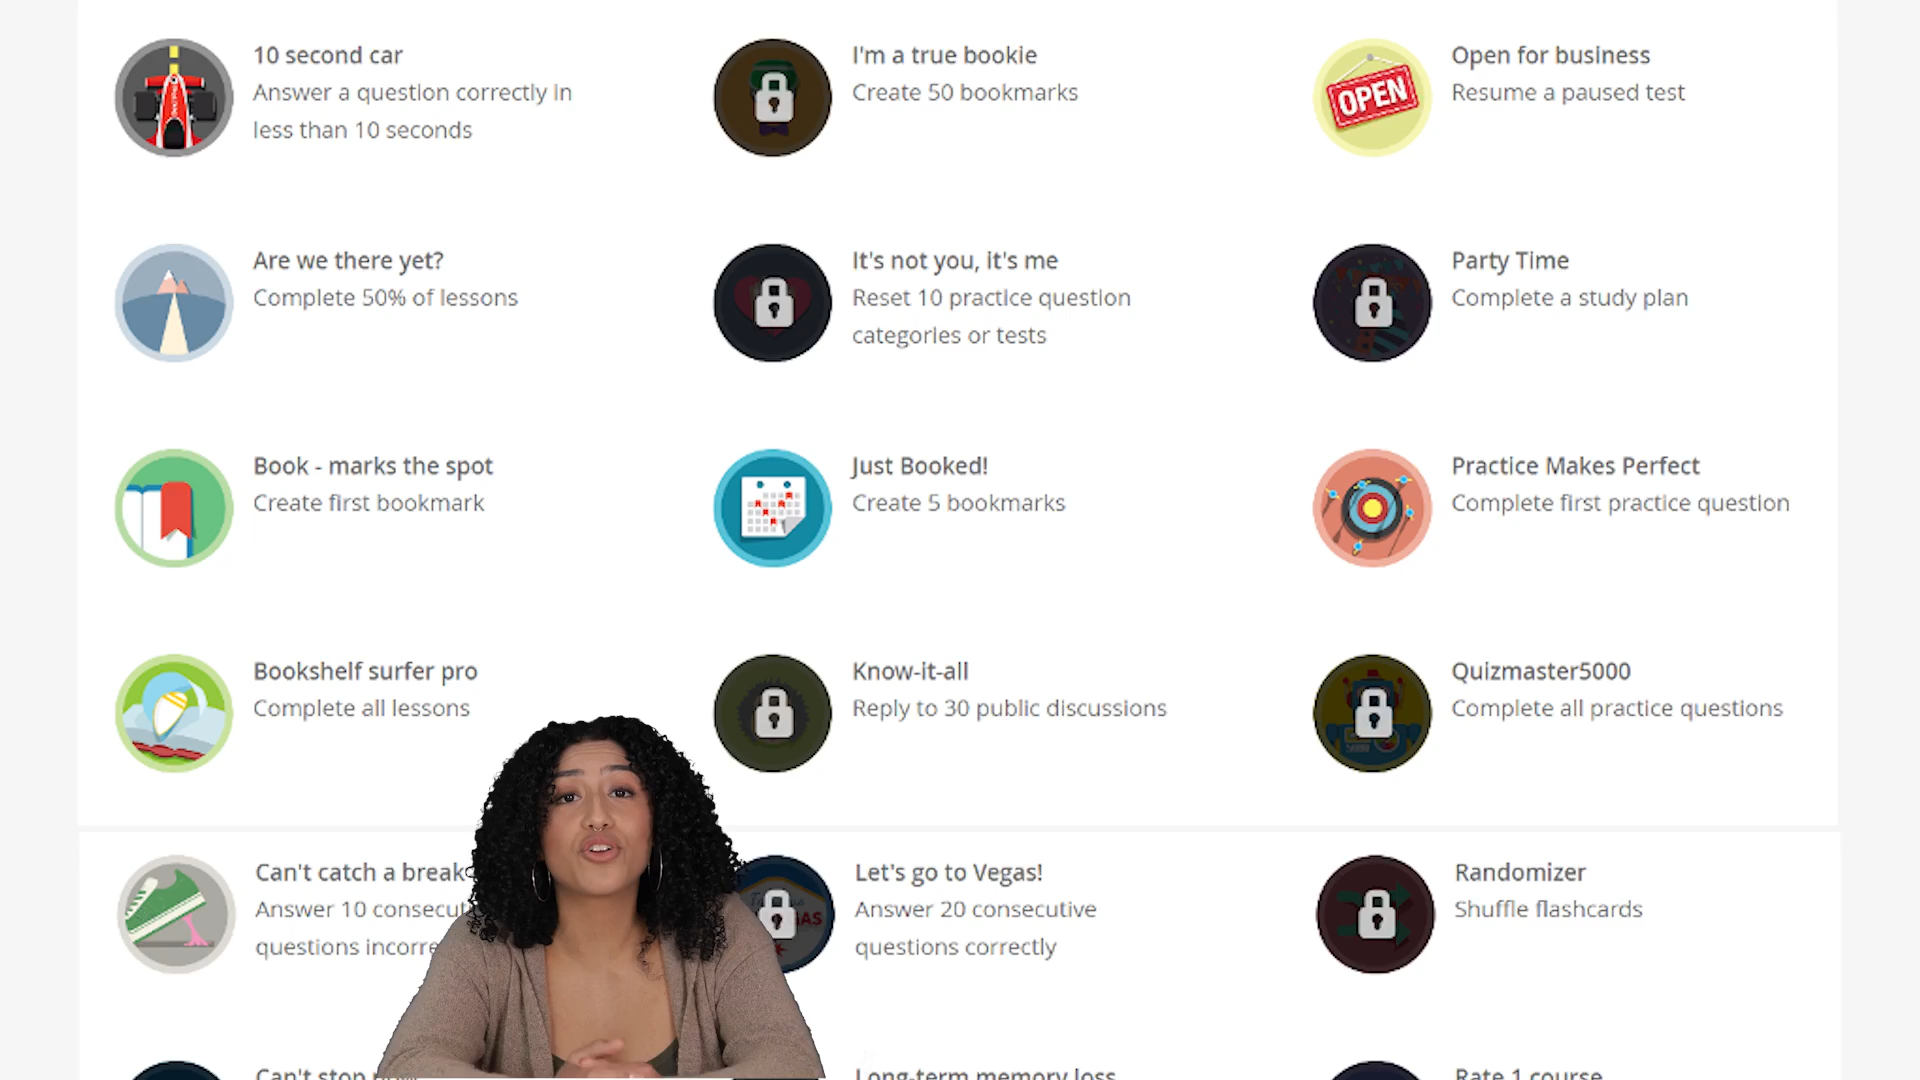 10 second car
Answer a question correctly in
less than 10 seconds
I'm a true bookie
Create 50 bookmarks
OPEN
Open for business
Resume a paused test
Are we there yet?
Complete 50% of lessons
It's not you, it's me
Reset 10 practice question
categories or tests
Party Time
Complete a study plan
Book - marks the spot
Create first bookmark
Just Booked!
Create 5 bookmarks
Practice Makes Perfect
Complete first practice question
Bookshelf surfer pro
Complete all lessons
Know-it-all
Reply to 30 public discussions
Quizmaster5000
Complete all practice questions
Can't catch a break
Answer 10
questions
Let's go to Vegas!
Answer 20 consecutive
questions correctly
Randomizer
Shuffle flashcards
Can't stop
Long-term memory loss
Rate 1 course